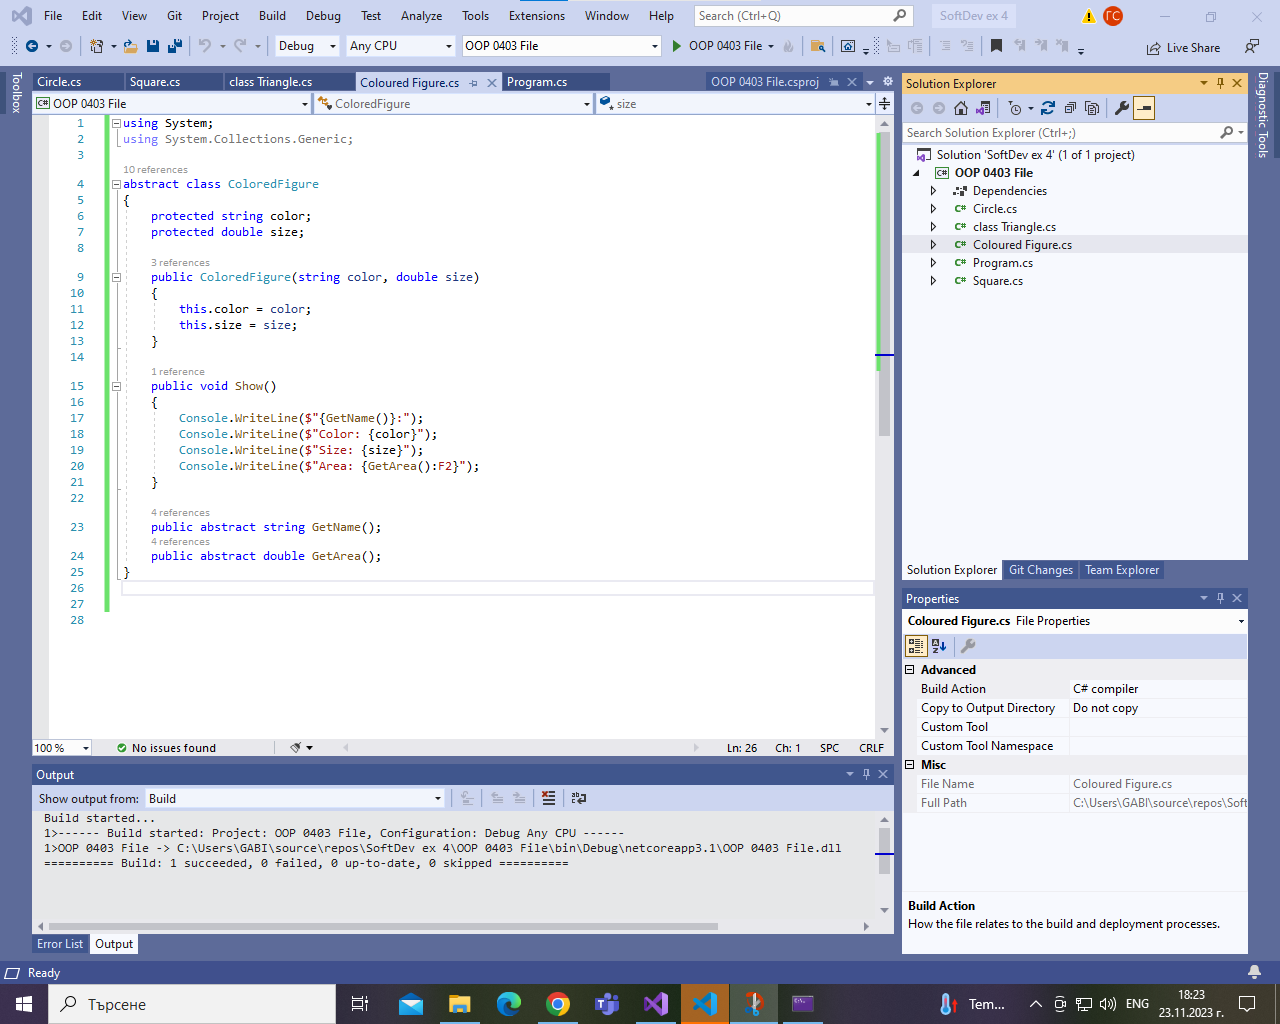 File Edit View Git Project Build Debug Test Analyze Tools Extensions Window Help Search (Ctrl+Q) SoftDev ex 4 ГС
Debug Any CPU OOP 0403 File OOP 0403 File Live Share
Toolbox
Circle.cs Square.cs class Triangle.cs Coloured Figure.cs Program.cs OOP 0403 File.csproj
OOP 0403 File ColoredFigure size
1 using System;
2 using System.Collections.Generic;
3
10 references
4 abstract class ColoredFigure
5 {
6 protected string color;
7 protected double size;
8
3 references
9 public ColoredFigure(string color, double size)
10 {
11 this.color = color;
12 this.size = size;
13 }
14
1 reference
15 public void Show()
16 {
17 Console.WriteLine($"{GetName()}:");
18 Console.WriteLine($"Color: {color}");
19 Console.WriteLine($"Size: {size}");
20 Console.WriteLine($"Area: {GetArea():F2}");
21 }
22
4 references
23 public abstract string GetName();
4 references
24 public abstract double GetArea();
25 }
26
27
28
100 % No issues found Ln: 26 Ch: 1 SPC CRLF
Output
Show output from: Build
Build started...
1>------ Build started: Project: OOP 0403 File, Configuration: Debug Any CPU ------
1>OOP 0403 File -> C:\Users\GABI\source\repos\SoftDev ex 4\OOP 0403 File\bin\Debug\netcoreapp3.1\OOP 0403 File.dll
========== Build: 1 succeeded, 0 failed, 0 up-to-date, 0 skipped ==========
Error List Output
Solution Explorer
Search Solution Explorer (Ctrl+;)
Solution 'SoftDev ex 4' (1 of 1 project)
C# OOP 0403 File
Dependencies
C# Circle.cs
C# class Triangle.cs
C# Coloured Figure.cs
C# Program.cs
C# Square.cs
Solution Explorer Git Changes Team Explorer
Properties
Coloured Figure.cs File Properties
Advanced
Build Action C# compiler
Copy to Output Directory Do not copy
Custom Tool
Custom Tool Namespace
Misc
File Name Coloured Figure.cs
Full Path C:\Users\GABI\source\repos\Soft
Build Action
How the file relates to the build and deployment processes.
Diagnostic Tools
Ready
Търсене Tem... ENG 18:23
23.11.2023 г.